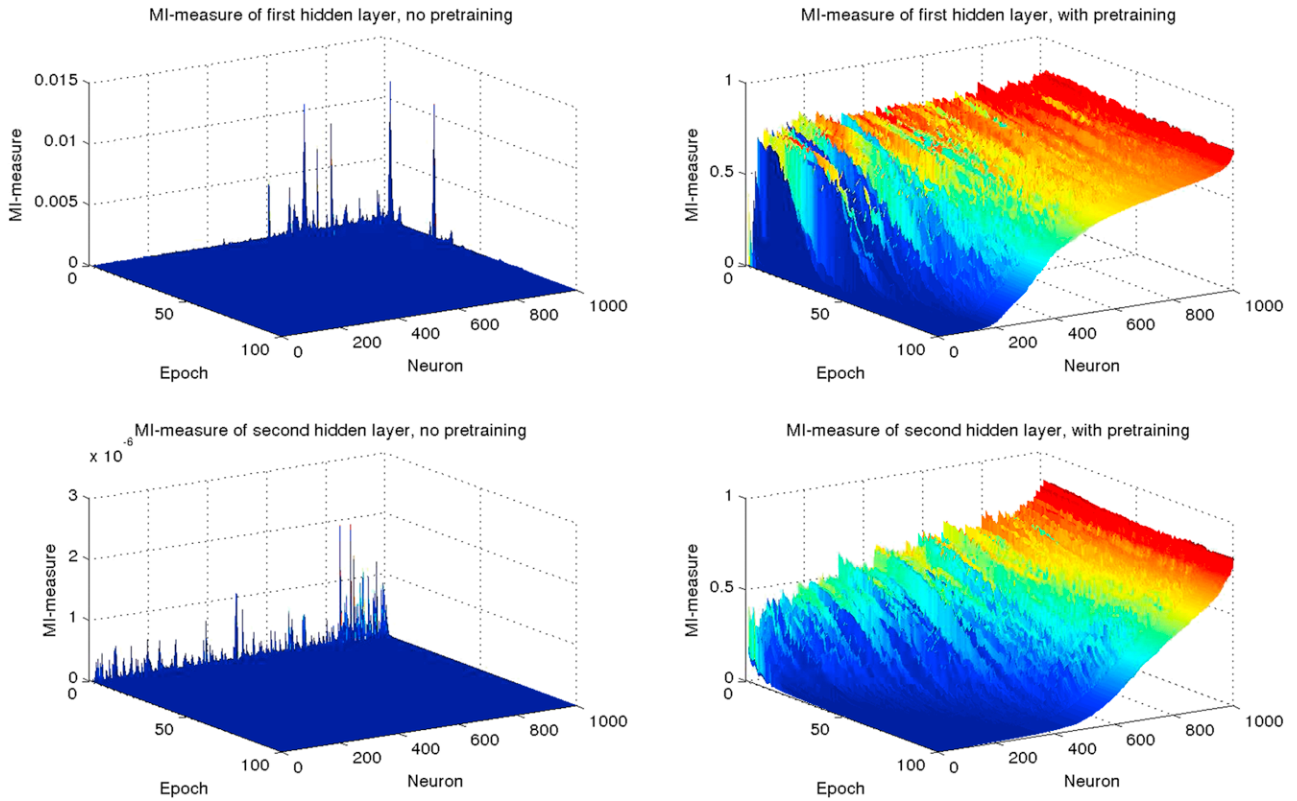 MI-measure of first hidden layer, no pretraining
0.015
0.01
0.005
0
MI-measure
0
50
100
Epoch
0
200
400
600
800
1000
Neuron
MI-measure of first hidden layer, with pretraining
1
0.5
0
MI-measure
0
50
100
Epoch
0
200
400
600
800
1000
Neuron
MI-measure of second hidden layer, no pretraining
x 10^-6
3
2
1
0
MI-measure
0
50
100
Epoch
0
200
400
600
800
1000
Neuron
MI-measure of second hidden layer, with pretraining
1
0.5
0
MI-measure
0
50
100
Epoch
0
200
400
600
800
1000
Neuron